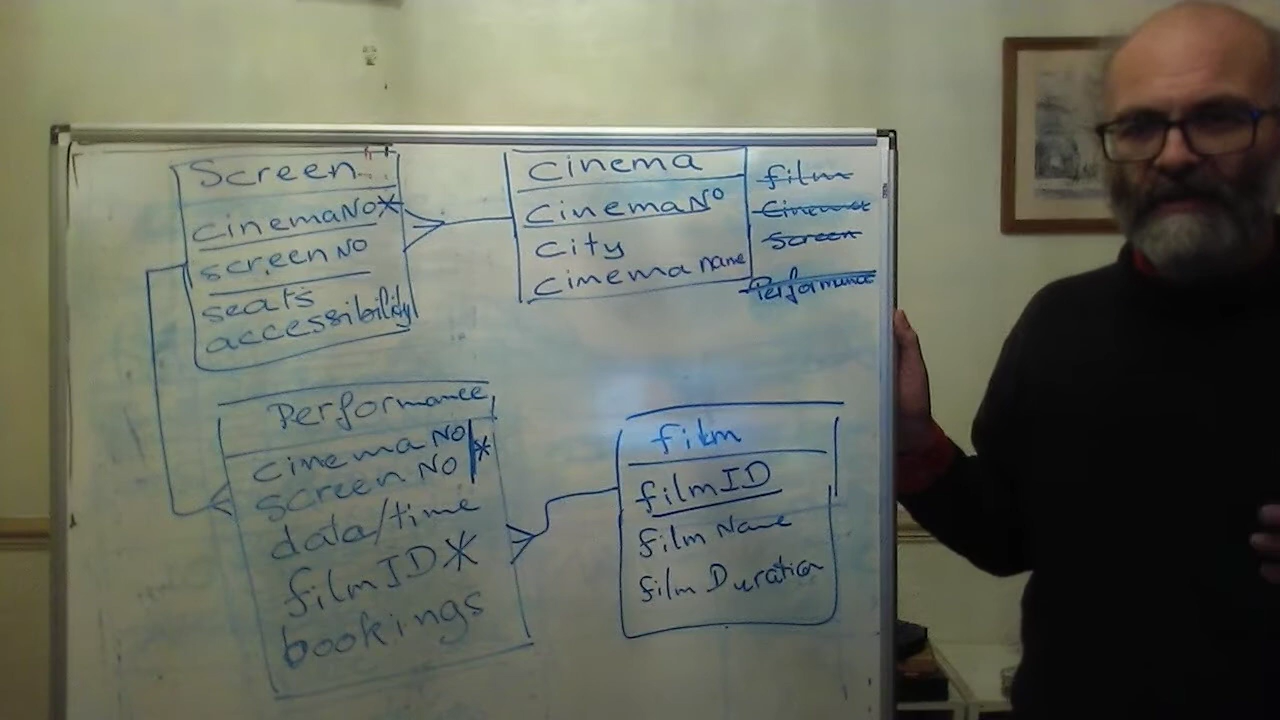 Screen
cinemaNo*
screenNo
seats
accessibility
Cinema
CinemaNo
City
Cinema name
film
Cinema
Screen
Performance
Performance
cinemaNo
screenNo *
data/time
filmID*
bookings
film
filmID
film Name
film Duration